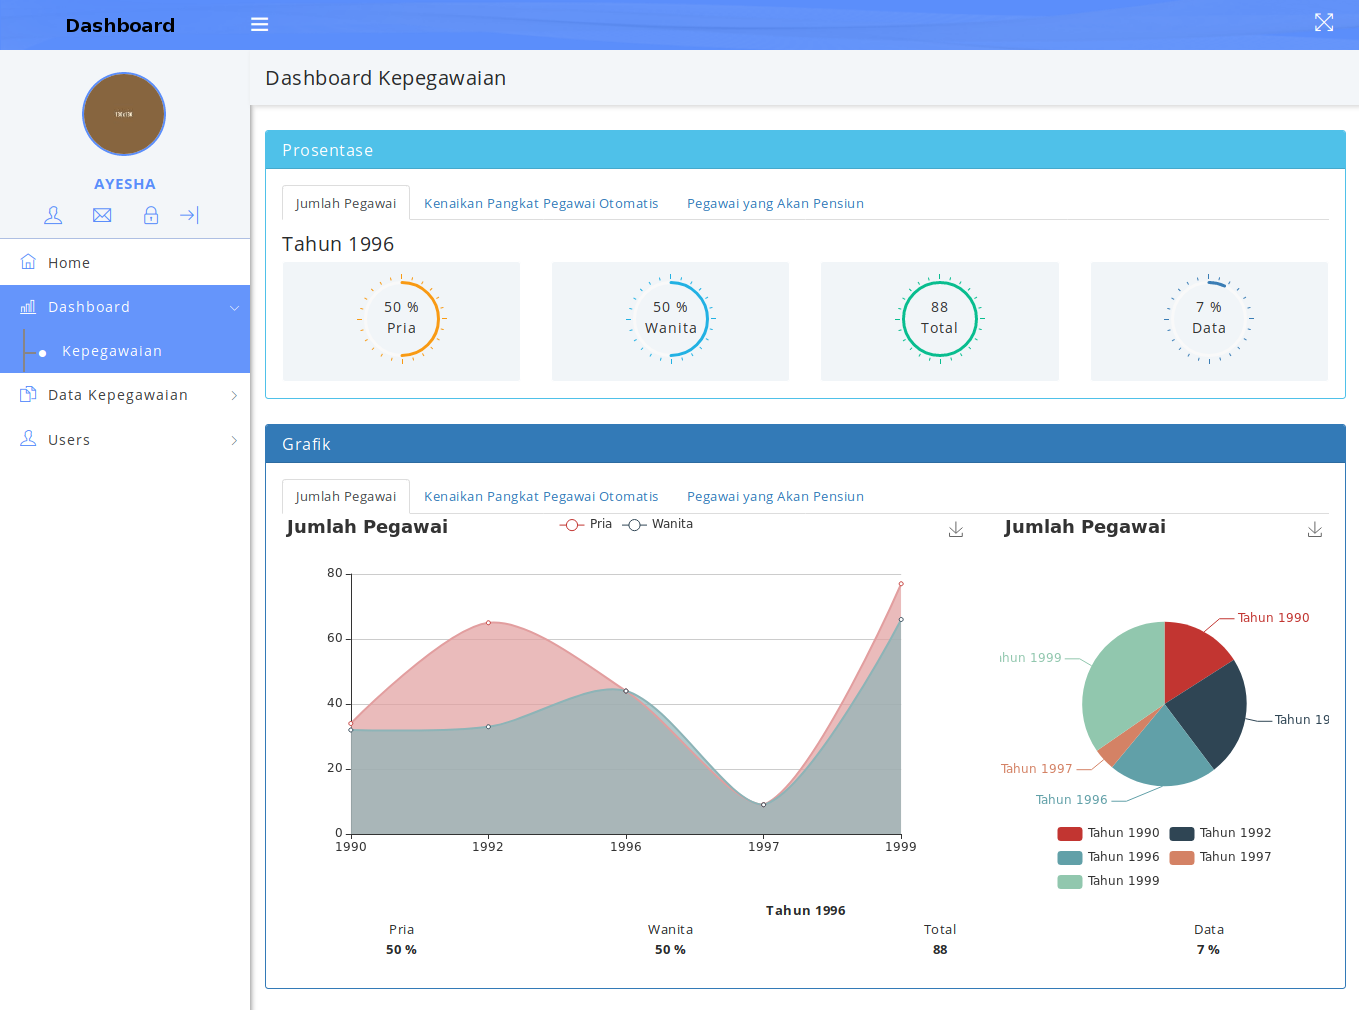 Dashboard
Dashboard Kepegawaian
AYESHA
Home
Dashboard
Kepegawaian
Data Kepegawaian
Users
Prosentase
Jumlah Pegawai Kenaikan Pangkat Pegawai Otomatis Pegawai yang Akan Pensiun
Tahun 1996
50 %
Pria
50 %
Wanita
88
Total
7 %
Data
Grafik
Jumlah Pegawai Kenaikan Pangkat Pegawai Otomatis Pegawai yang Akan Pensiun
Jumlah Pegawai
Pria Wanita
80
60
40
20
0
1990 1992 1996 1997 1999
Jumlah Pegawai
Tahun 1990
ahun 1999
Tahun 19
Tahun 1997
Tahun 1996
Tahun 1990 Tahun 1992
Tahun 1996 Tahun 1997
Tahun 1999
Tahun 1996
Pria Wanita Total Data
50 % 50 % 88 7 %